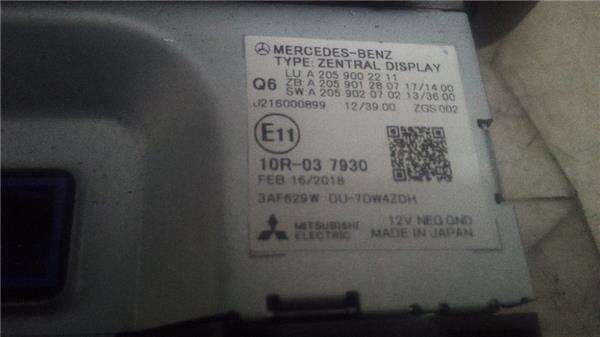 MERCEDES-BENZ
TYPE: ZENTRAL DISPLAY
Q6
LU: A 205 900 22 11
ZB: A 205 901 28 07 17/14 00
SW: A 205 902 07 02 13/36 00
J216000899 12/39 00 ZGS 002
E11
10R-03 7930
FEB 16/2018
3AF629W DU-7DW4ZDH
MITSUBISHI ELECTRIC
12V NEG GND
MADE IN JAPAN